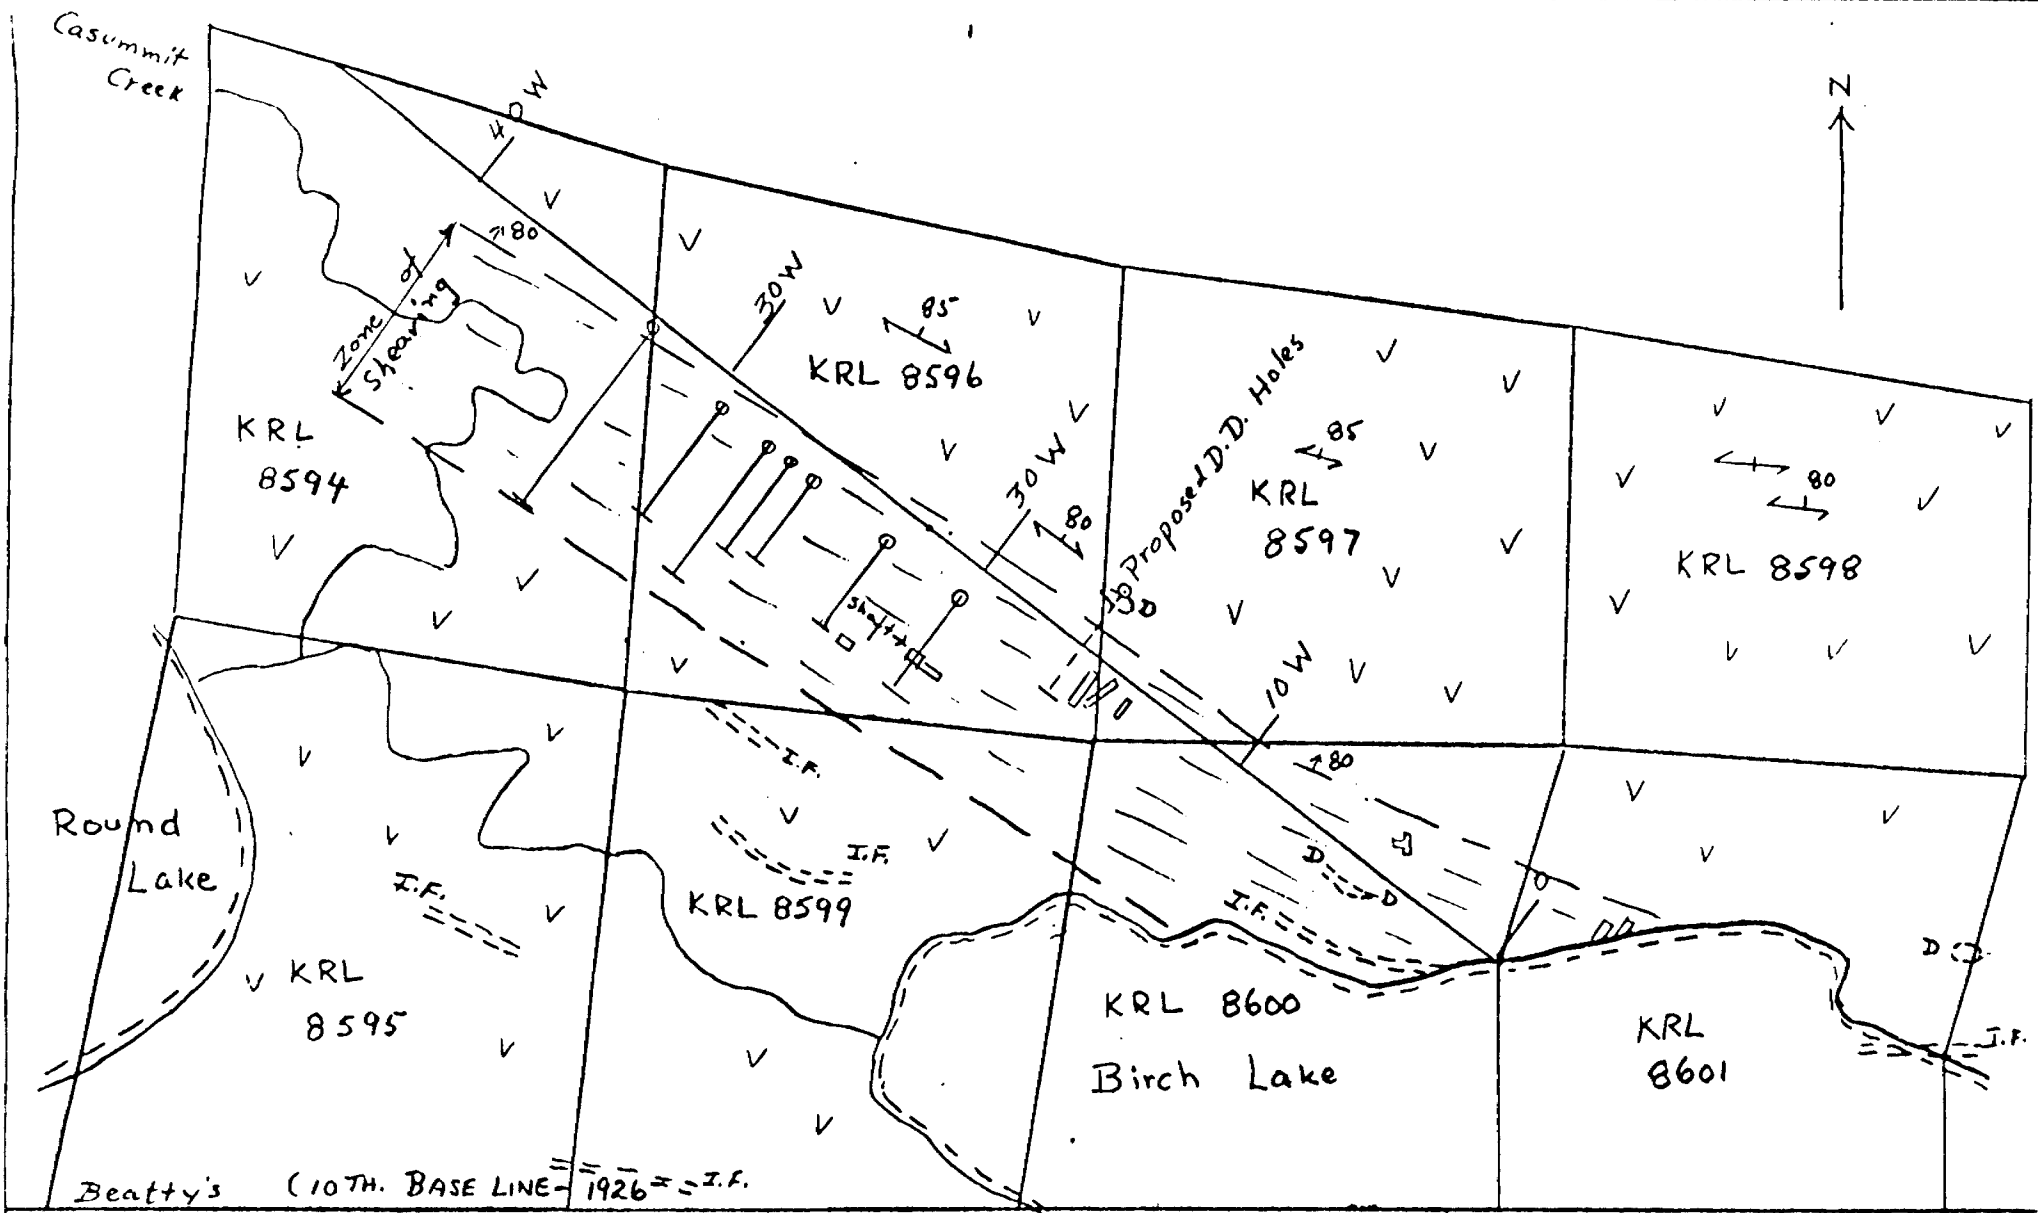 Casummit
Creek
N
40 W
80
30 W
85
Zone of
Shearing
KRL 8596
Proposed D.D. Holes
KRL
8594
30 W
80
85
KRL
8597
80
KRL 8598
D
Shaft
10 W
I.F.
80
Round
Lake
I.F.
I.F.
KRL 8599
D
D
I.F.
O
D
KRL
8595
KRL 8600
Birch Lake
KRL
8601
I.F.
Beatty's (10TH. BASE LINE - 1926 I.F.